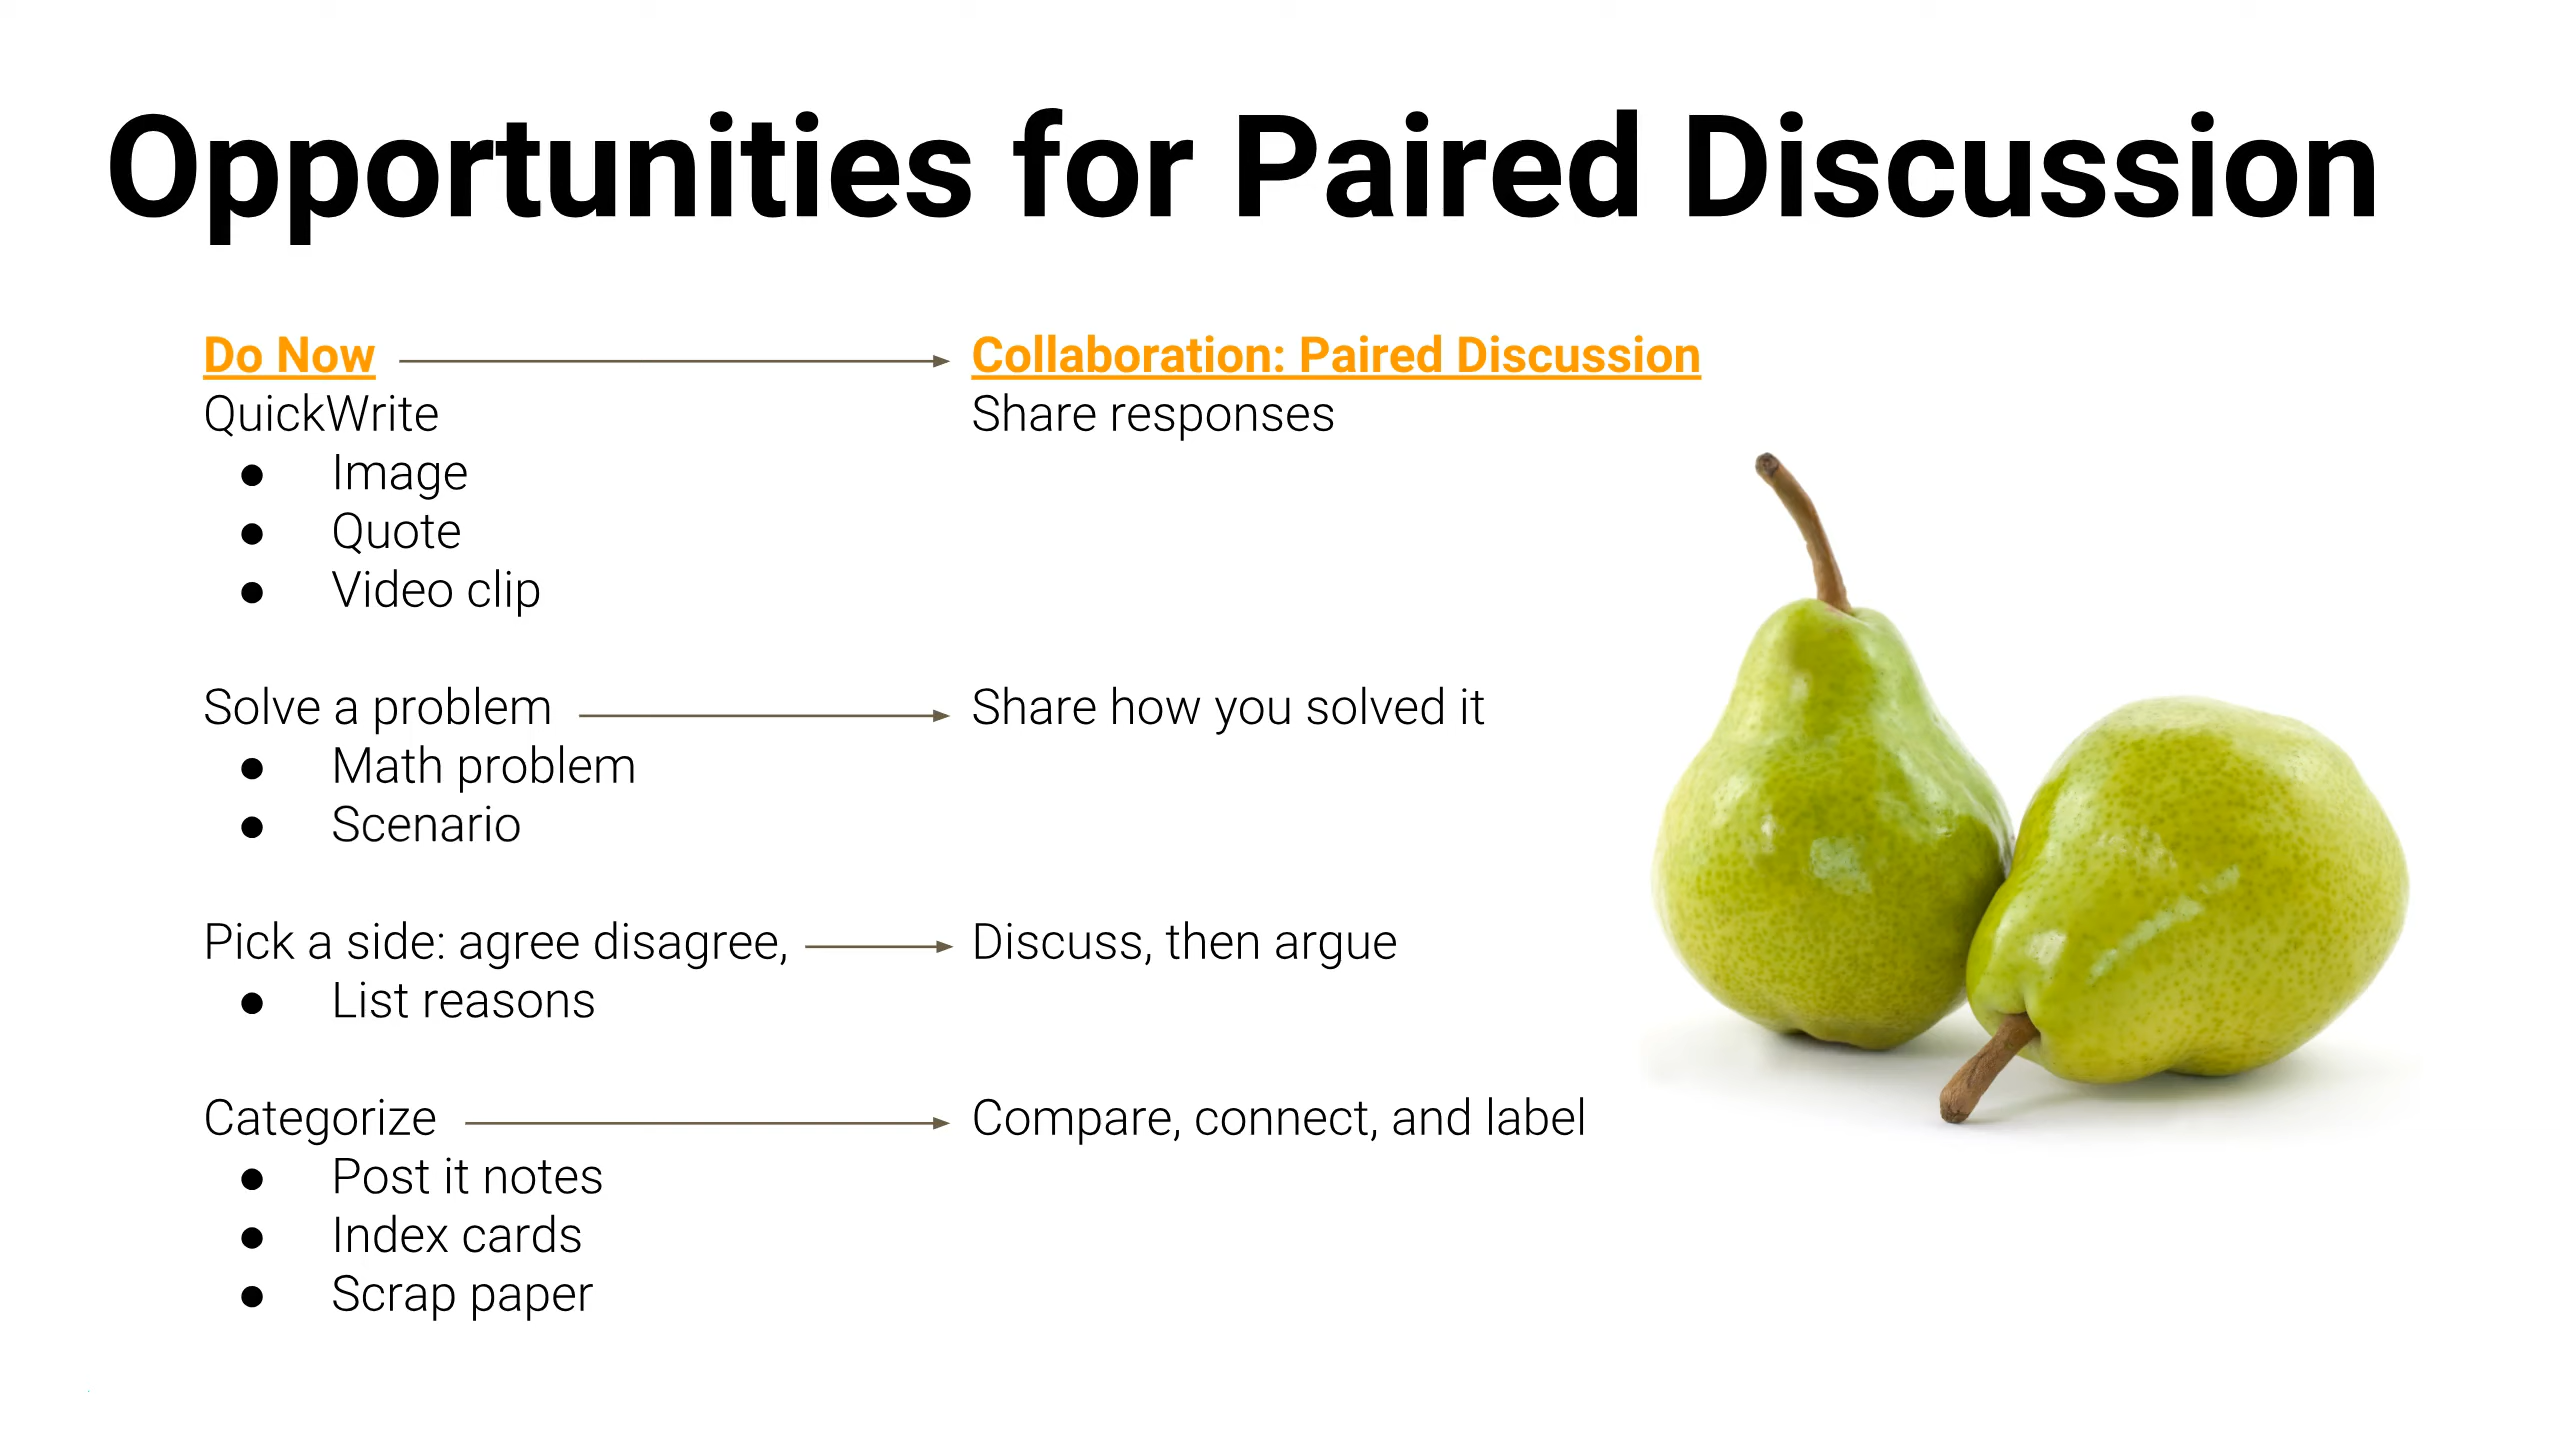 Opportunities for Paired Discussion
Do Now
Collaboration: Paired Discussion
QuickWrite
Share responses
● Image
● Quote
● Video clip
Solve a problem
Share how you solved it
● Math problem
● Scenario
Pick a side: agree disagree,
Discuss, then argue
● List reasons
Categorize
Compare, connect, and label
● Post it notes
● Index cards
● Scrap paper